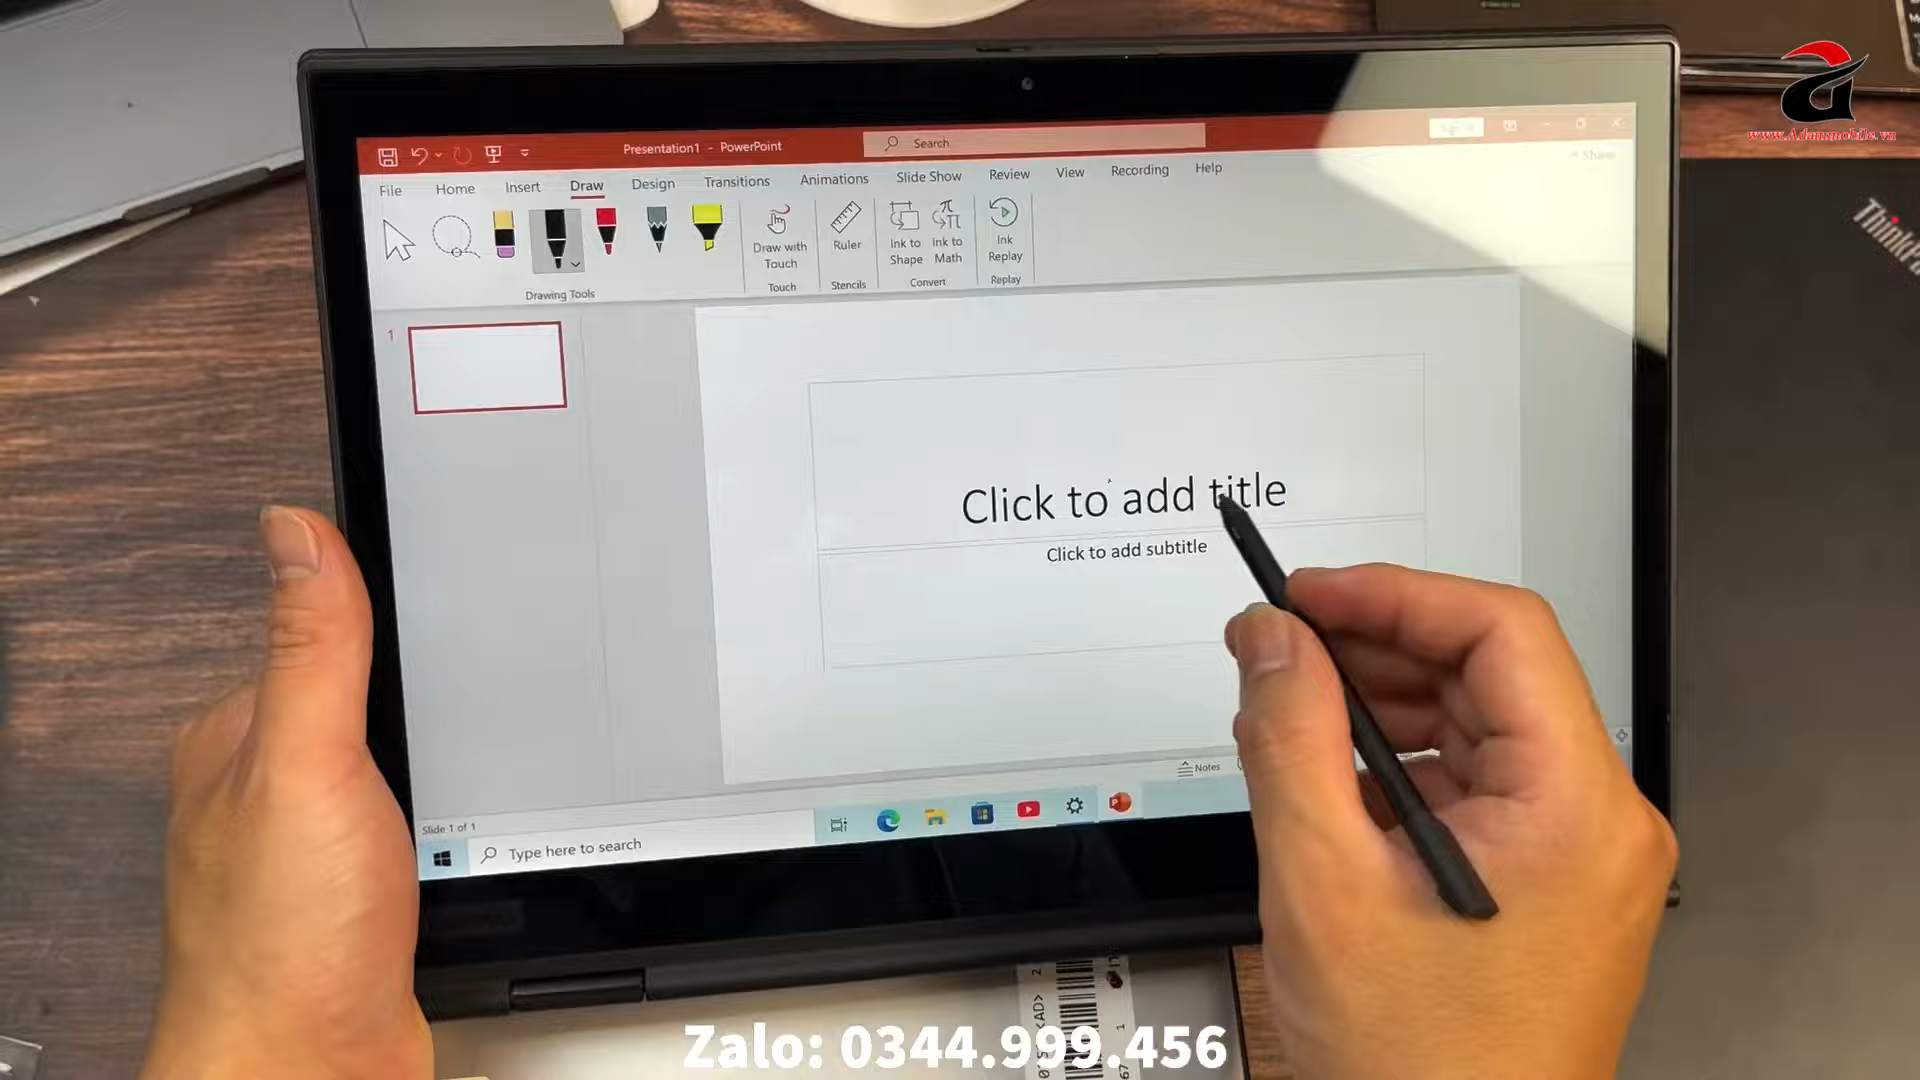 www.Adammobile.vn
ThinkPa
Presentation1 - PowerPoint
Search
Share
File Home Insert Draw Design Transitions Animations Slide Show Review View Recording Help
Draw with Touch
Ruler
Ink to Shape
Ink to Math
Ink Replay
Drawing Tools
Touch
Stencils
Convert
Replay
1
Click to add title
Click to add subtitle
Notes
Slide 1 of 1
Type here to search
Zalo: 0344.999.456